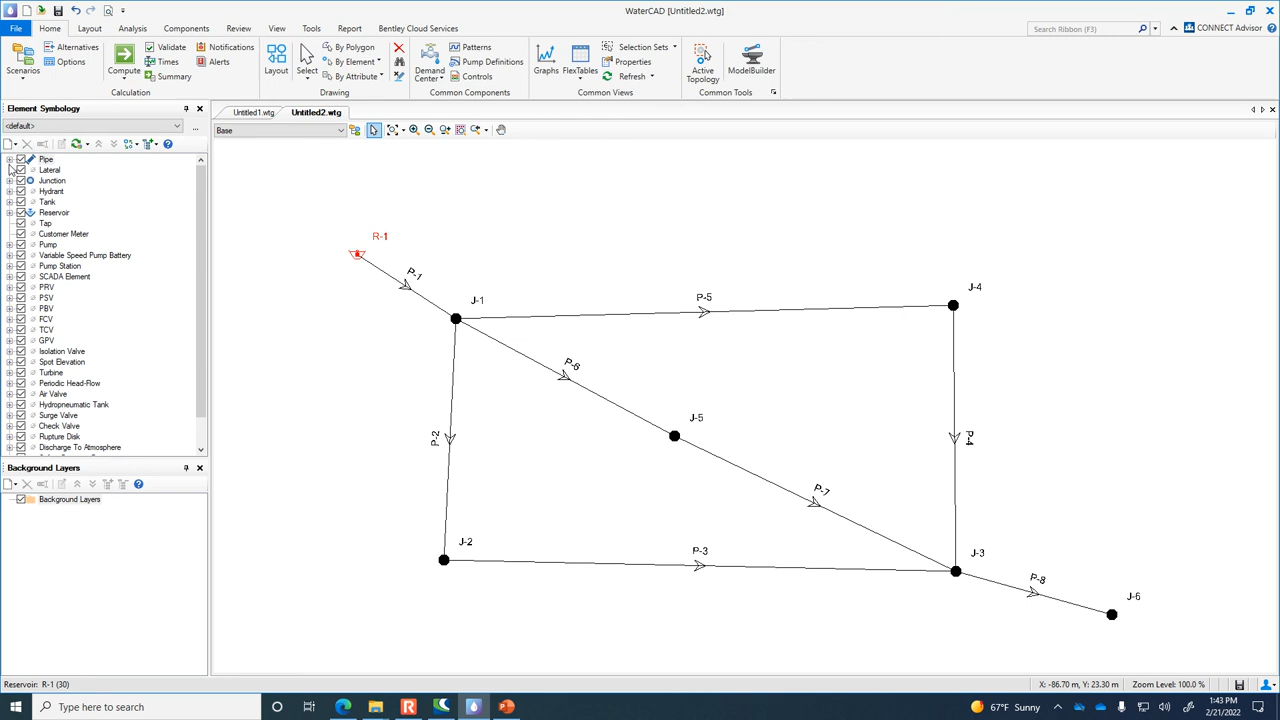 WaterCAD [Untitled2.wtg]
File Home Layout Analysis Components Review View Tools Report Bentley Cloud Services
Search Ribbon (F3)
CONNECT Advisor
Scenarios
Alternatives
Options
Compute
Validate
Times
Summary
Notifications
Alerts
Calculation
Layout
Select
By Polygon
By Element
By Attribute
Drawing
Demand
Center
Patterns
Pump Definitions
Controls
Common Components
Graphs
FlexTables
Selection Sets
Properties
Refresh
Common Views
Active
Topology
ModelBuilder
Common Tools
Element Symbology
<default>
...
Pipe
Lateral
Junction
Hydrant
Tank
Reservoir
Tap
Customer Meter
Pump
Variable Speed Pump Battery
Pump Station
SCADA Element
PRV
PSV
PBV
FCV
TCV
GPV
Isolation Valve
Spot Elevation
Turbine
Periodic Head-Flow
Air Valve
Hydropneumatic Tank
Surge Valve
Check Valve
Rupture Disk
Discharge To Atmosphere
Background Layers
Background Layers
Untitled1.wtg
Untitled2.wtg
Base
R-1
P-1
J-1
P-5
J-4
P-6
J-5
P-2
P-4
P-7
J-2
P-3
J-3
P-8
J-6
Reservoir: R-1 (30)
X: -86.70 m, Y: 23.30 m
Zoom Level: 100.0 %
Type here to search
67°F Sunny
1:43 PM
2/21/2022